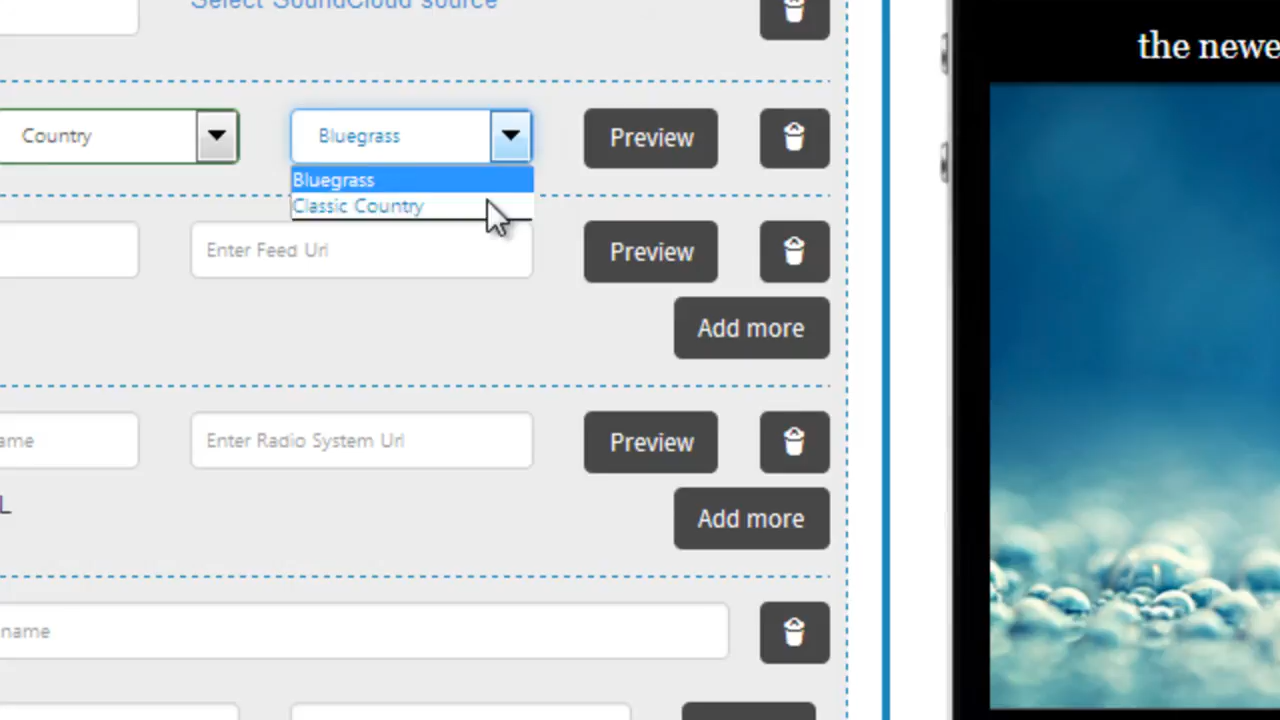 Select SoundCloud source
the newe
Country
Bluegrass
Preview
Bluegrass
Classic Country
Enter Feed Url
Preview
Add more
ame
Enter Radio System Url
Preview
L
Add more
name